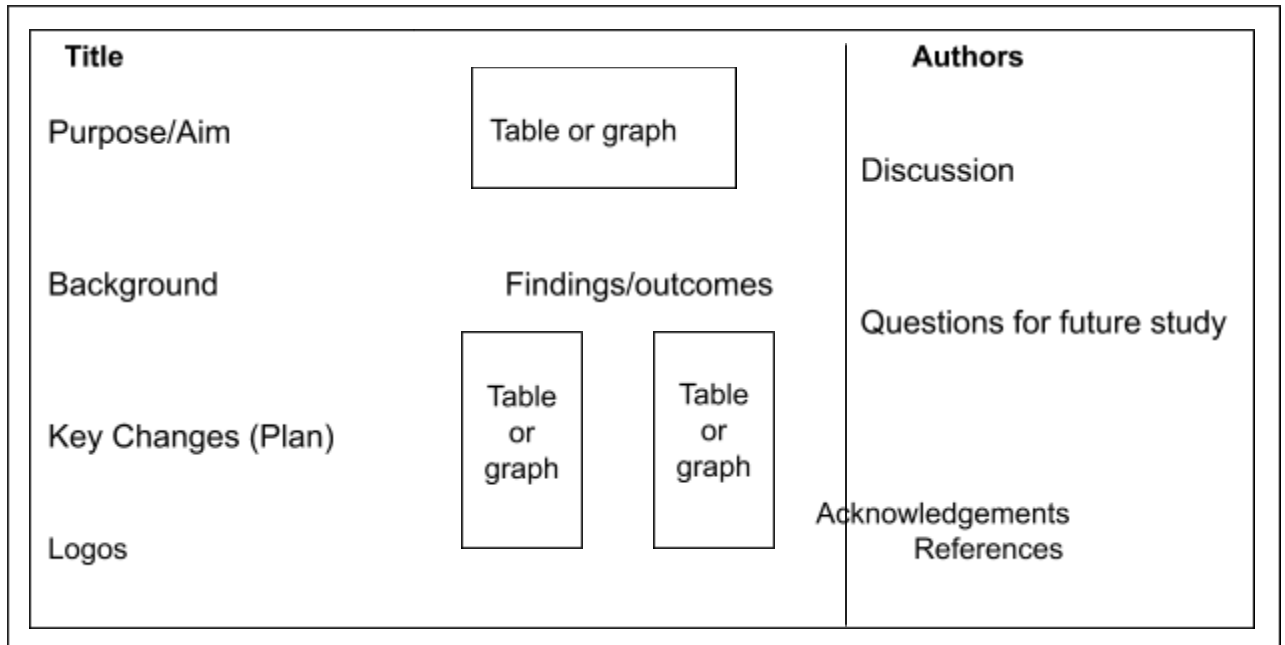 Title
Purpose/Aim
Background
Key Changes (Plan)
Logos
Table or graph
Findings/outcomes
Table
or
graph
Table
or
graph
Authors
Discussion
Questions for future study
Acknowledgements
References